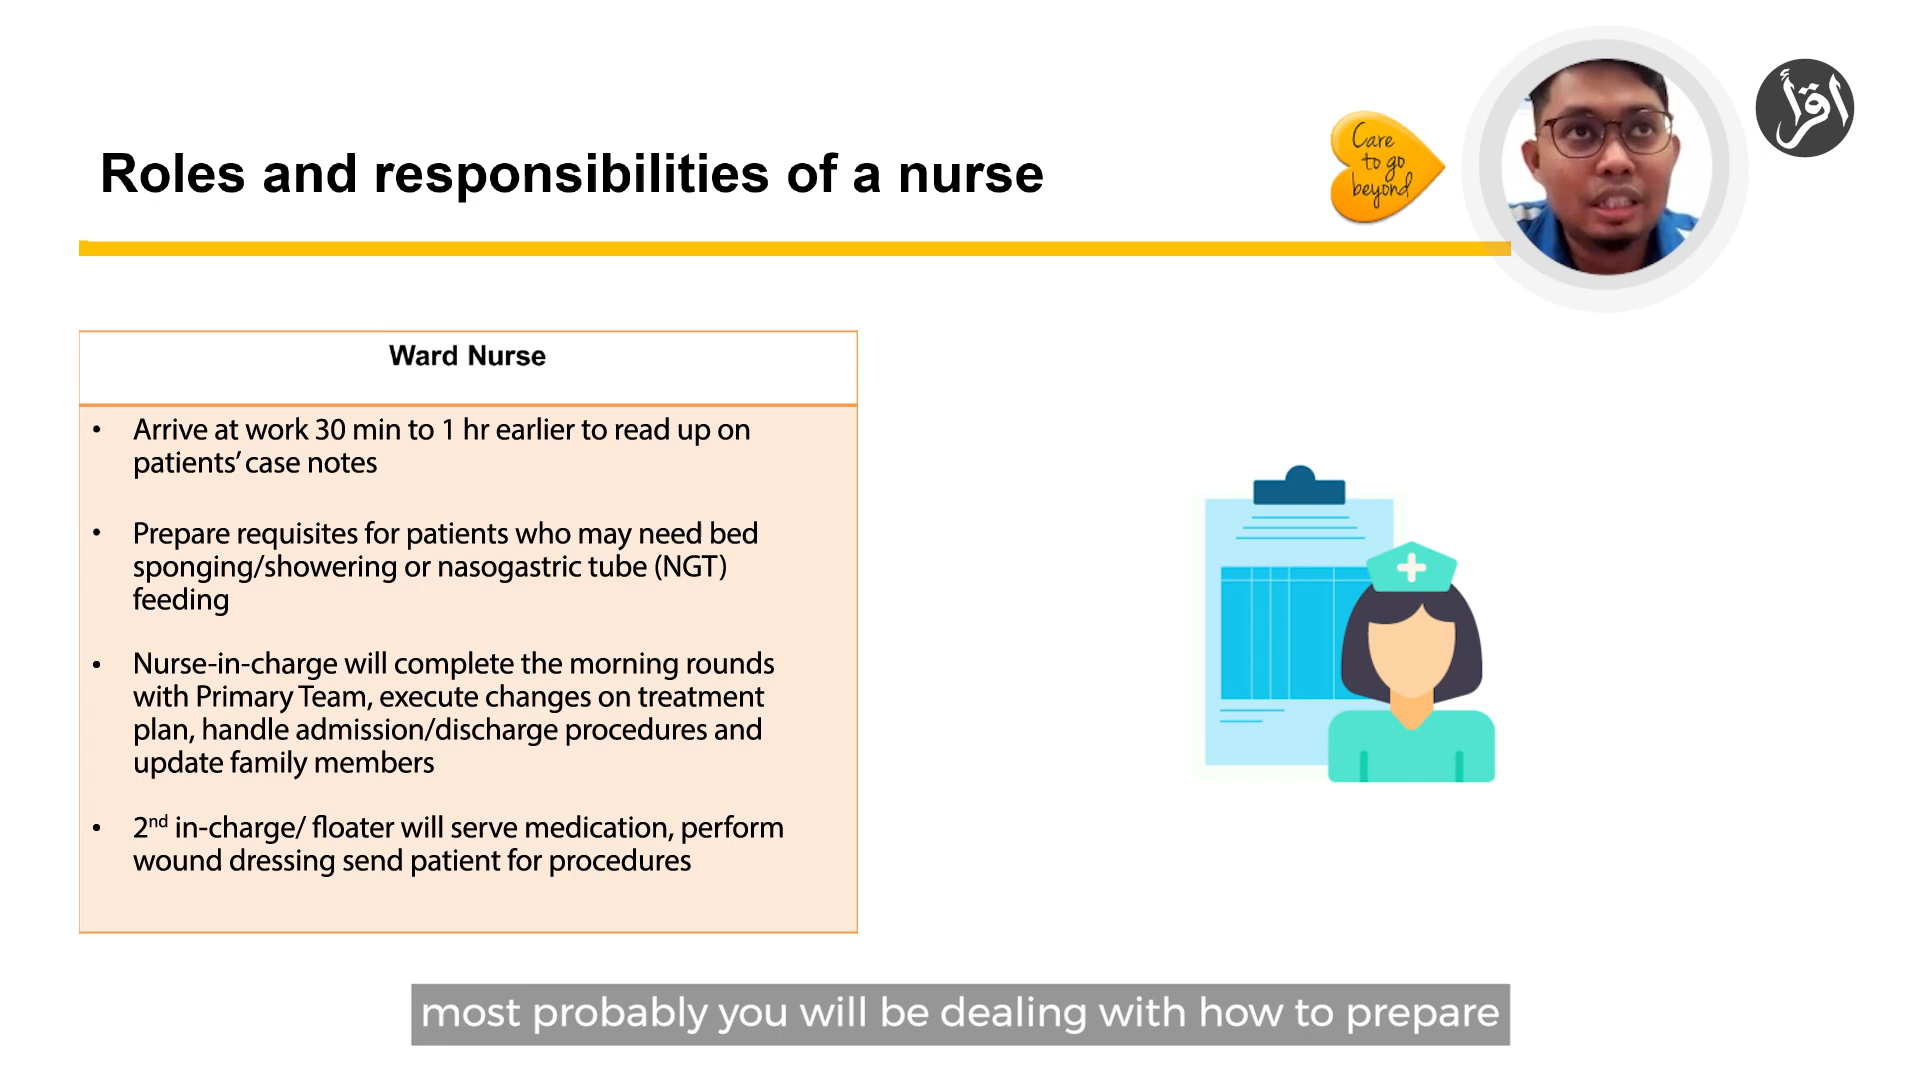 Roles and responsibilities of a nurse
Care
to go
beyond
اقرأ
Ward Nurse
• Arrive at work 30 min to 1 hr earlier to read up on
patients’ case notes
• Prepare requisites for patients who may need bed
sponging/showering or nasogastric tube (NGT)
feeding
• Nurse-in-charge will complete the morning rounds
with Primary Team, execute changes on treatment
plan, handle admission/discharge procedures and
update family members
• 2nd in-charge/ floater will serve medication, perform
wound dressing send patient for procedures
most probably you will be dealing with how to prepare